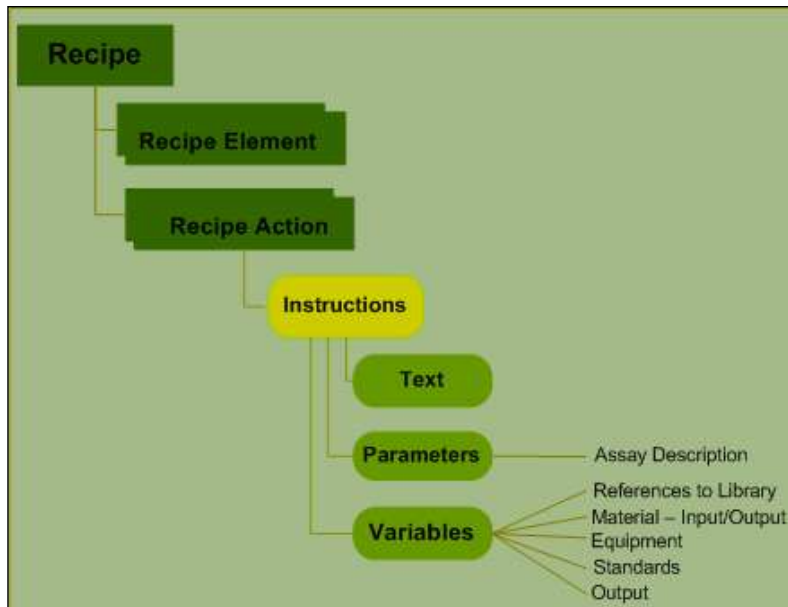 Recipe
Recipe Element
Recipe Action
Instructions
Text
Parameters
Assay Description
References to Library
Material – Input/Output
Variables
Equipment
Standards
Output